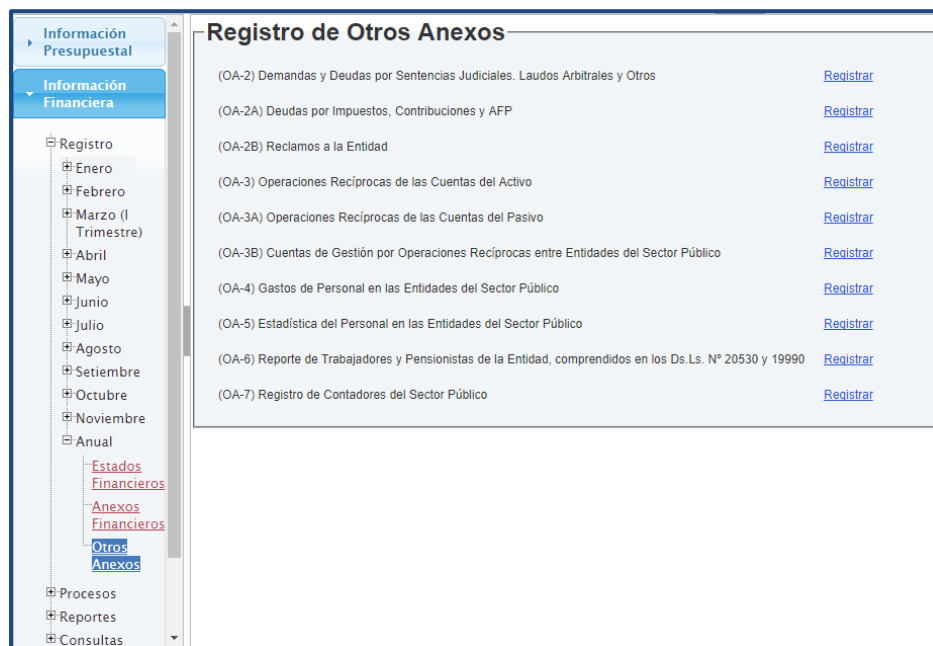 Información
Presupuestal
Información
Financiera
Registro
Enero
Febrero
Marzo (I
Trimestre)
Abril
Mayo
Junio
Julio
Agosto
Setiembre
Octubre
Noviembre
Anual
Estados
Financieros
Anexos
Financieros
Otros
Anexos
Procesos
Reportes
Consultas
Registro de Otros Anexos
(OA-2) Demandas y Deudas por Sentencias Judiciales. Laudos Arbitrales y Otros Registrar
(OA-2A) Deudas por Impuestos, Contribuciones y AFP Registrar
(OA-2B) Reclamos a la Entidad Registrar
(OA-3) Operaciones Recíprocas de las Cuentas del Activo Registrar
(OA-3A) Operaciones Recíprocas de las Cuentas del Pasivo Registrar
(OA-3B) Cuentas de Gestión por Operaciones Recíprocas entre Entidades del Sector Público Registrar
(OA-4) Gastos de Personal en las Entidades del Sector Público Registrar
(OA-5) Estadística del Personal en las Entidades del Sector Público Registrar
(OA-6) Reporte de Trabajadores y Pensionistas de la Entidad, comprendidos en los Ds.Ls. Nº 20530 y 19990 Registrar
(OA-7) Registro de Contadores del Sector Público Registrar